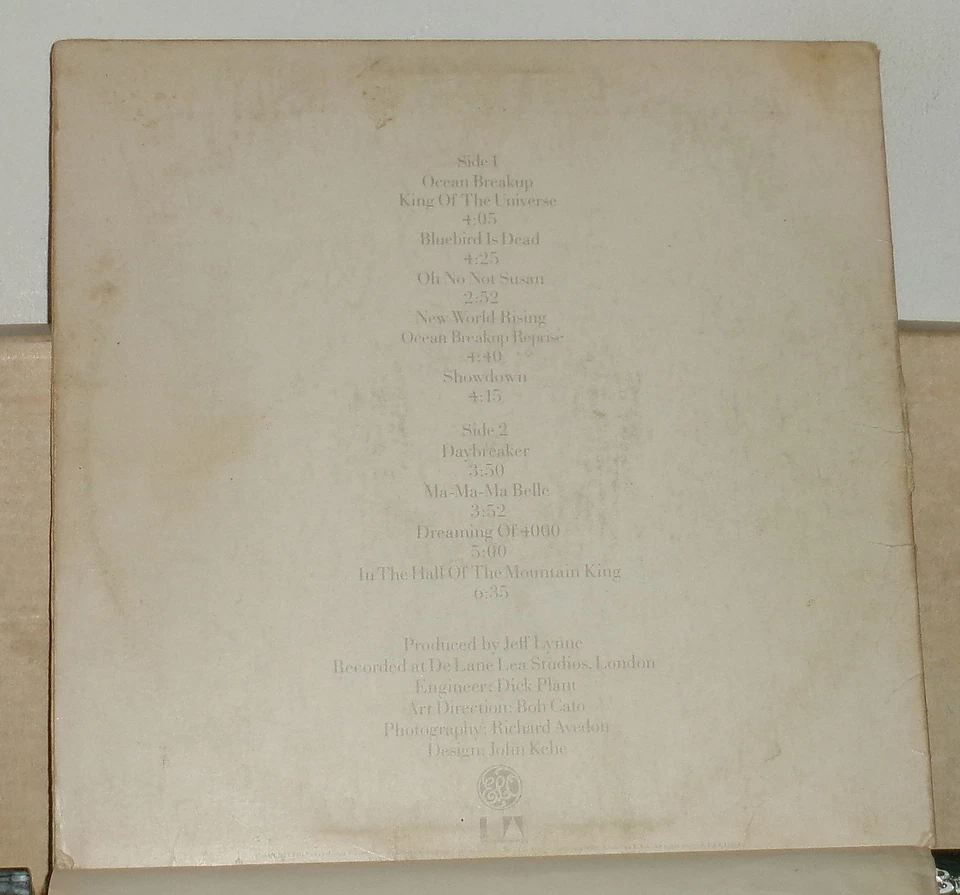 Side 1
Ocean Breakup
King Of The Universe
4:05
Bluebird Is Dead
4:25
Oh No Not Susan
2:52
New World Rising
Ocean Breakup Reprise
4:40
Showdown
4:15
Side 2
Daybreaker
3:50
Ma-Ma-Ma Belle
3:52
Dreaming Of 4000
5:00
In The Hall Of The Mountain King
6:35
Produced by Jeff Lynne
Recorded at De Lane Lea Studios, London
Engineer: Dick Plant
Art Direction: Bob Cato
Photography: Richard Avedon
Design: John Kehe
ELO
UA